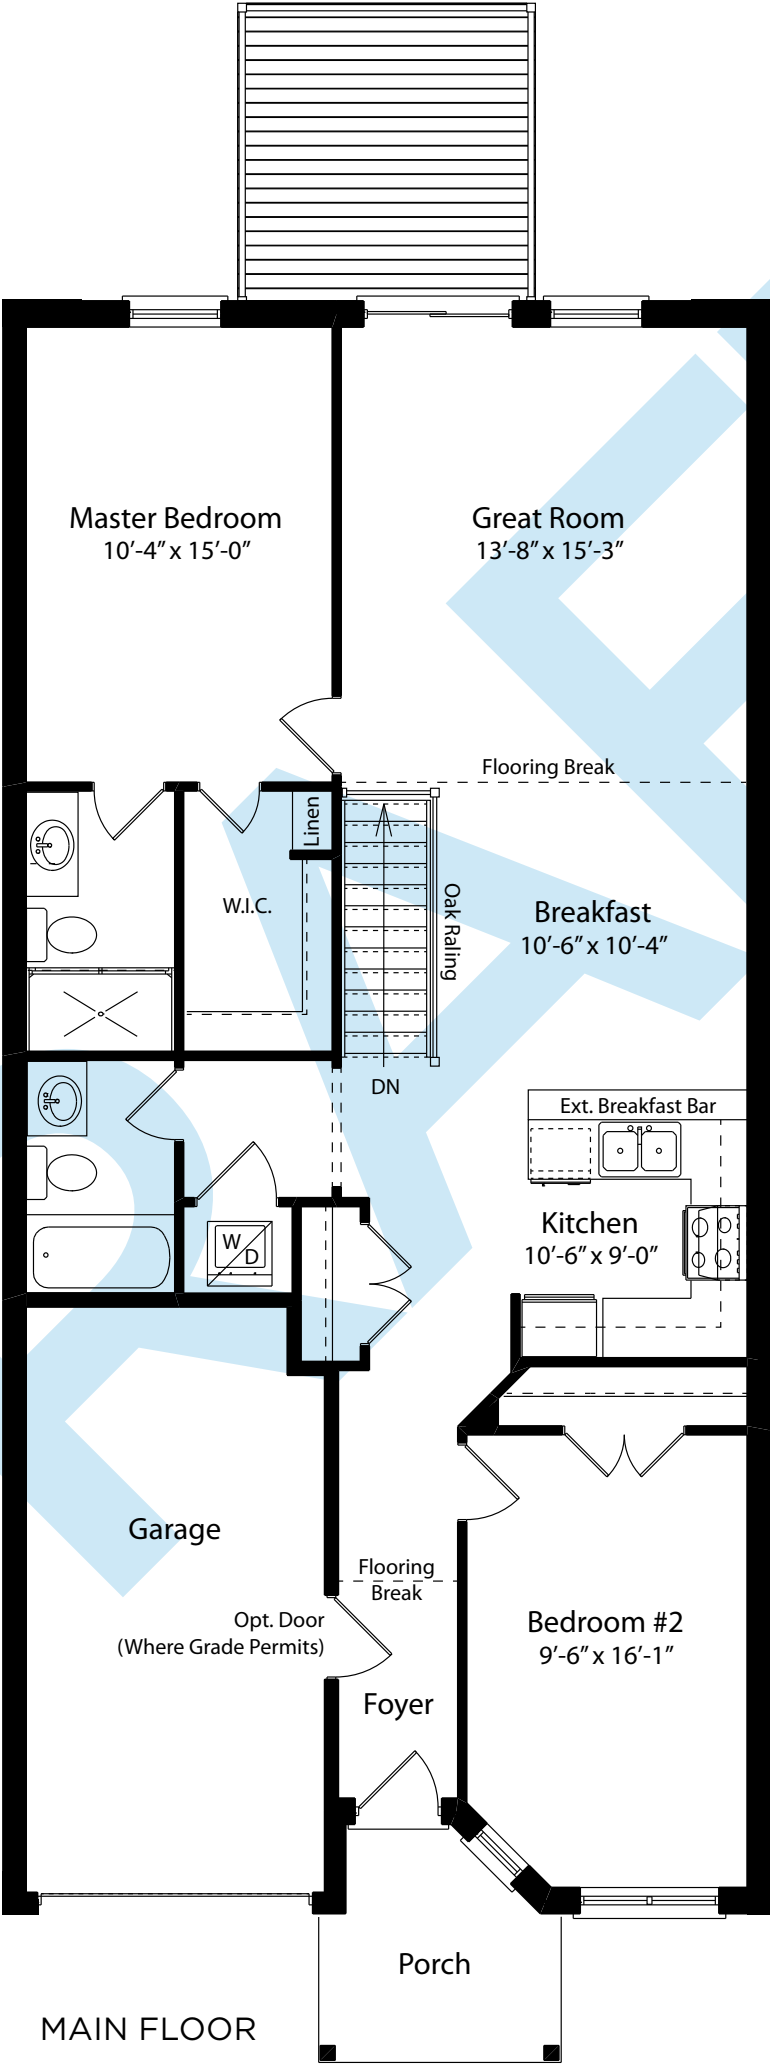 Master Bedroom
10'-4" x 15'-0"
Great Room
13'-8" x 15'-3"
Flooring Break
Linen
W.I.C.
Oak Raling
Breakfast
10'-6" x 10'-4"
DN
Ext. Breakfast Bar
Kitchen
10'-6" x 9'-0"
W
D
Garage
Flooring
Break
Opt. Door
(Where Grade Permits)
Bedroom #2
9'-6" x 16'-1"
Foyer
Porch
MAIN FLOOR